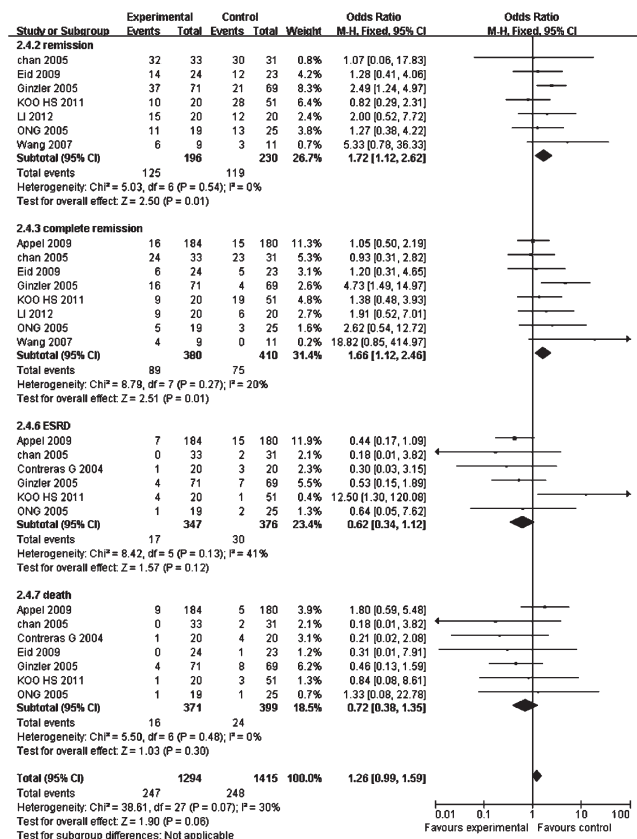 Experimental Control Odds Ratio Odds Ratio
Study or Subgroup Events Total Events Total Weight M-H, Fixed, 95% CI M-H, Fixed, 95% CI
2.4.2 remission
chan 2005 32 33 30 31 0.8% 1.07 [0.06, 17.83]
Eid 2009 14 24 12 23 4.2% 1.28 [0.41, 4.06]
Ginzler 2005 37 71 21 69 9.3% 2.49 [1.24, 4.97]
KOO HS 2011 10 20 28 51 5.4% 0.82 [0.29, 2.31]
LI 2012 15 20 12 20 2.4% 2.00 [0.52, 7.72]
ONG 2005 11 19 13 25 4.0% 1.27 [0.38, 4.22]
Wang 2007 6 9 3 11 0.7% 5.33 [0.78, 36.33]
Subtotal (95% CI) 196 230 26.7% 1.72 [1.12, 2.62]
Total events 125 119
Heterogeneity: Chi² = 5.03, df = 6 (P = 0.54); I² = 0%
Test for overall effect: Z = 2.50 (P = 0.01)
2.4.3 complete remission
Appel 2009 16 184 15 180 11.3% 1.05 [0.50, 2.19]
chan 2005 24 33 23 31 5.3% 0.93 [0.31, 2.82]
Eid 2009 6 24 5 23 3.2% 1.20 [0.31, 4.65]
Ginzler 2005 16 71 4 69 2.6% 4.73 [1.49, 14.97]
KOO HS 2011 9 20 19 51 4.9% 1.38 [0.48, 3.93]
LI 2012 9 20 6 20 2.7% 1.91 [0.52, 7.01]
ONG 2005 5 19 3 25 1.6% 2.62 [0.54, 12.72]
Wang 2007 4 9 0 11 0.2% 18.82 [0.85, 414.97]
Subtotal (95% CI) 380 410 31.4% 1.66 [1.12, 2.46]
Total events 89 75
Heterogeneity: Chi² = 8.79, df = 7 (P = 0.27); I² = 20%
Test for overall effect: Z = 2.51 (P = 0.01)
2.4.6 ESRD
Appel 2009 7 184 15 180 11.9% 0.44 [0.17, 1.09]
chan 2005 0 33 2 31 2.1% 0.18 [0.01, 3.82]
Contreras G 2004 1 20 3 20 2.3% 0.30 [0.03, 3.15]
Ginzler 2005 4 71 7 69 5.5% 0.53 [0.15, 1.89]
KOO HS 2011 4 20 1 51 0.4% 12.50 [1.30, 120.08]
ONG 2005 1 19 2 25 1.4% 0.64 [0.05, 7.62]
Subtotal (95% CI) 347 376 23.4% 0.62 [0.34, 1.12]
Total events 17 30
Heterogeneity: Chi² = 8.42, df = 5 (P = 0.13); I² = 41%
Test for overall effect: Z = 1.57 (P = 0.12)
2.4.7 death
Appel 2009 9 184 5 180 3.9% 1.80 [0.59, 5.48]
chan 2005 0 33 2 31 2.1% 0.18 [0.01, 3.82]
Contreras G 2004 1 20 4 20 3.1% 0.21 [0.02, 2.08]
Eid 2009 0 24 1 23 1.2% 0.31 [0.01, 7.91]
Ginzler 2005 4 71 8 69 6.2% 0.46 [0.13, 1.59]
KOO HS 2011 1 20 3 51 1.3% 0.84 [0.08, 8.61]
ONG 2005 1 19 1 25 0.7% 1.33 [0.08, 22.78]
Subtotal (95% CI) 371 399 18.5% 0.72 [0.38, 1.35]
Total events 16 24
Heterogeneity: Chi² = 5.50, df = 6 (P = 0.48); I² = 0%
Test for overall effect: Z = 1.03 (P = 0.30)
Total (95% CI) 1294 1415 100.0% 1.26 [0.99, 1.59]
Total events 247 248
Heterogeneity: Chi² = 38.61, df = 27 (P = 0.07); I² = 30%
Test for overall effect: Z = 1.90 (P = 0.06)
Test for subgroup differences: Not applicable
0.01 0.1 1 10 100
Favours experimental Favours control